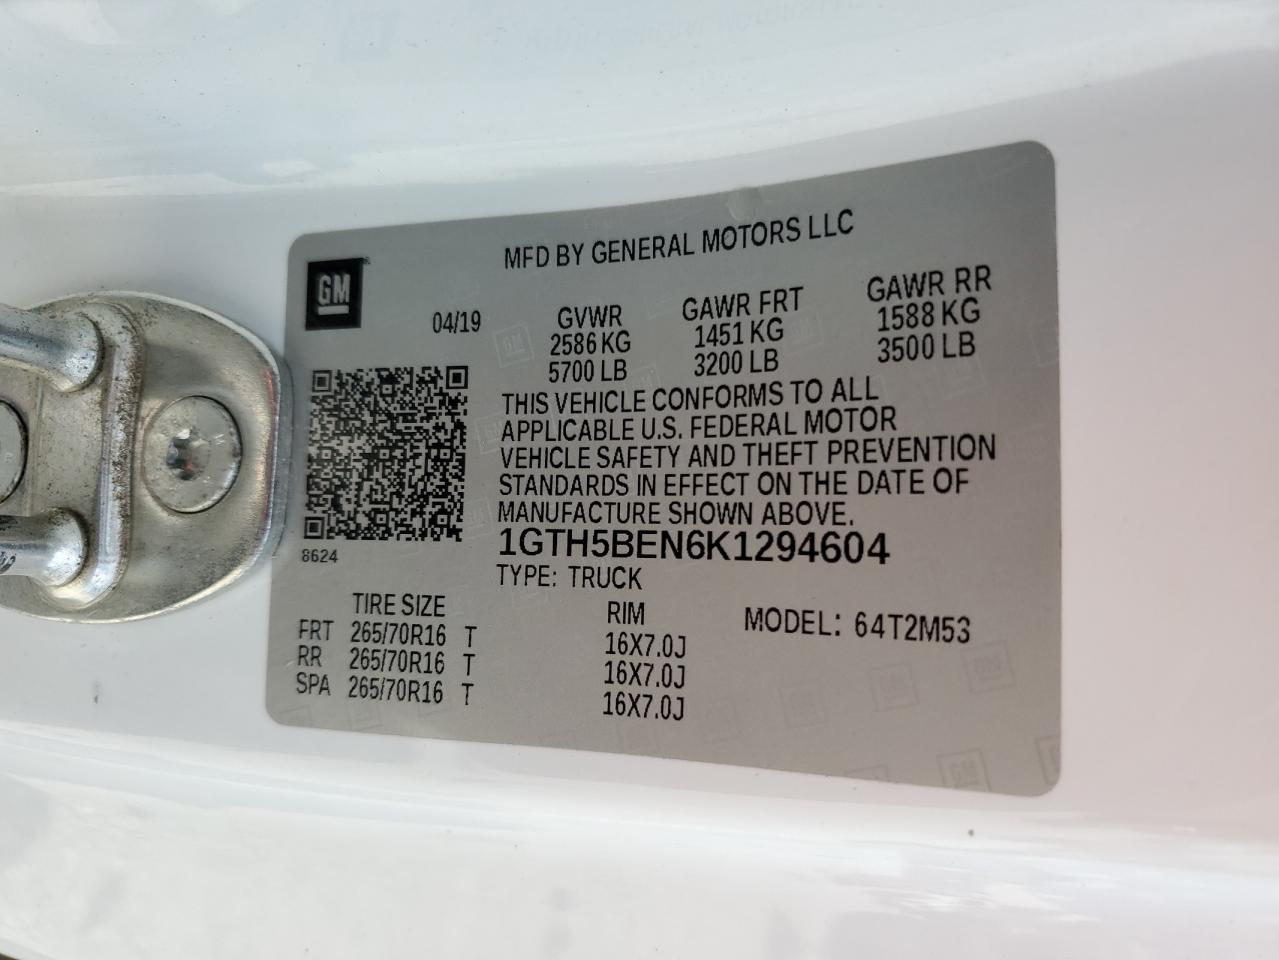 MFD BY GENERAL MOTORS LLC
GM
04/19
GVWR
2586 KG
5700 LB
GAWR FRT
1451 KG
3200 LB
GAWR RR
1588 KG
3500 LB
THIS VEHICLE CONFORMS TO ALL
APPLICABLE U.S. FEDERAL MOTOR
VEHICLE SAFETY AND THEFT PREVENTION
STANDARDS IN EFFECT ON THE DATE OF
MANUFACTURE SHOWN ABOVE.
8624
1GTH5BEN6K1294604
TYPE: TRUCK
TIRE SIZE RIM MODEL: 64T2M53
FRT 265/70R16 T 16X7.0J
RR 265/70R16 T 16X7.0J
SPA 265/70R16 T 16X7.0J